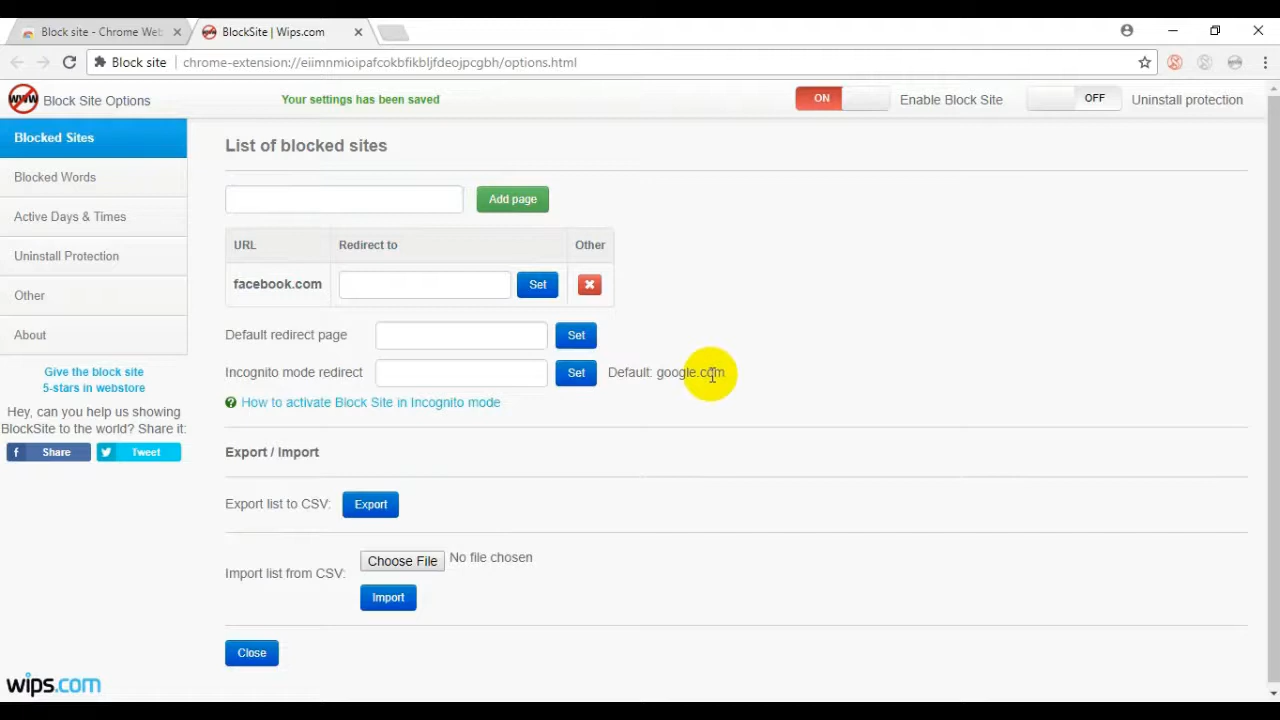 Block site - Chrome Web
BlockSite | Wips.com
Block site
chrome-extension://eiimnmioipafcokbfikbljfdeojpcgbh/options.html
WWW
Block Site Options
Your settings has been saved
ON
Enable Block Site
OFF
Uninstall protection
Blocked Sites
Blocked Words
Active Days & Times
Uninstall Protection
Other
About
Give the block site
5-stars in webstore
Hey, can you help us showing
BlockSite to the world? Share it:
f Share
Tweet
List of blocked sites
Add page
URL Redirect to Other
facebook.com Set
Default redirect page Set
Incognito mode redirect Set Default: google.com
? How to activate Block Site in Incognito mode
Export / Import
Export list to CSV: Export
Import list from CSV: Choose File No file chosen
Import
Close
wips.com